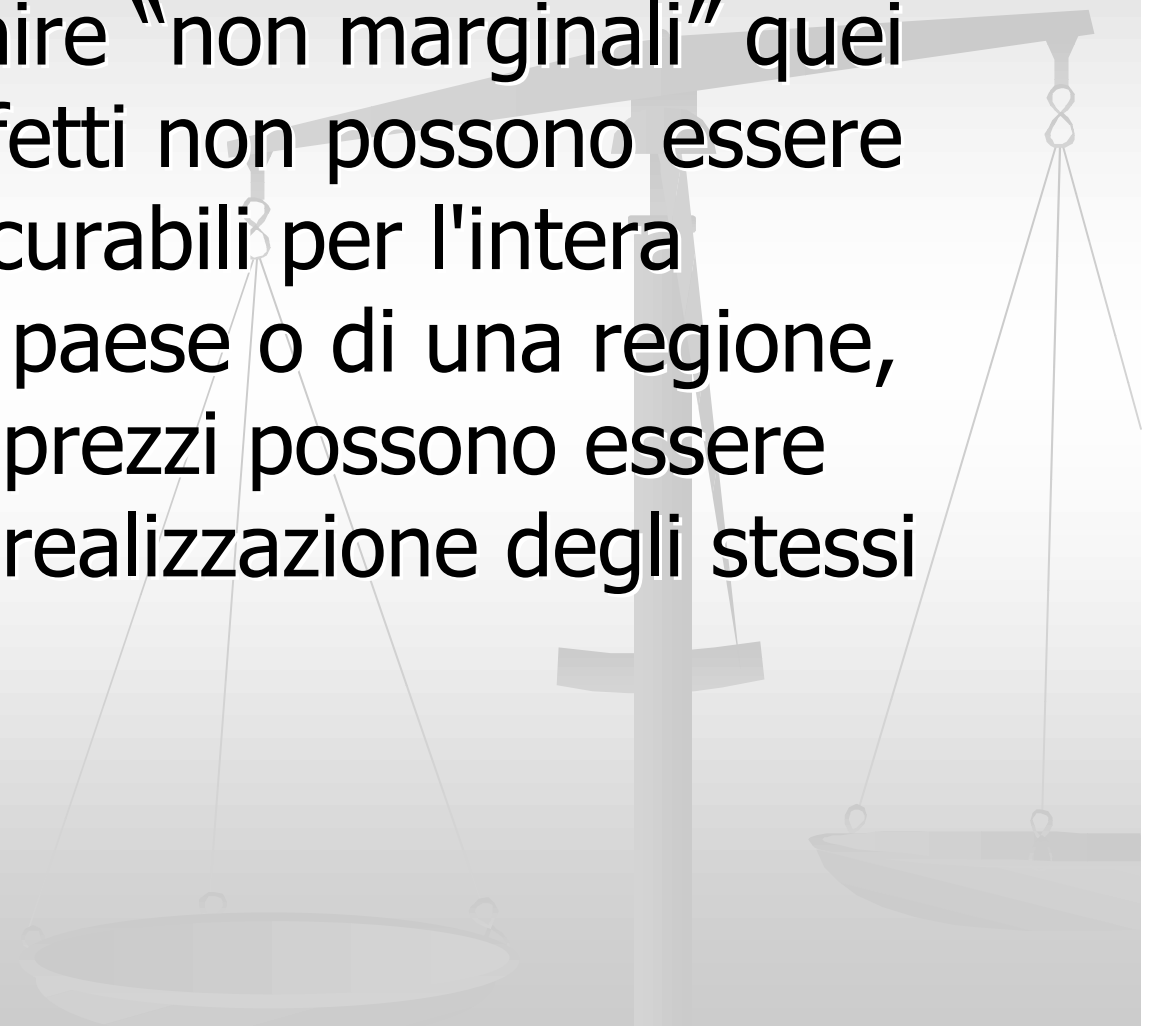 nire “non marginali” quei
fetti non possono essere
curabili per l'intera
paese o di una regione,
prezzi possono essere
realizzazione degli stessi